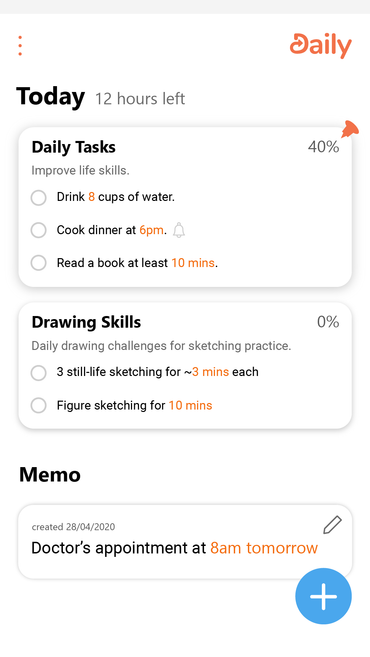 Daily
Today 12 hours left
Daily Tasks 40%
Improve life skills.
Drink 8 cups of water.
Cook dinner at 6pm.
Read a book at least 10 mins.
Drawing Skills 0%
Daily drawing challenges for sketching practice.
3 still-life sketching for ~3 mins each
Figure sketching for 10 mins
Memo
created 28/04/2020
Doctor's appointment at 8am tomorrow